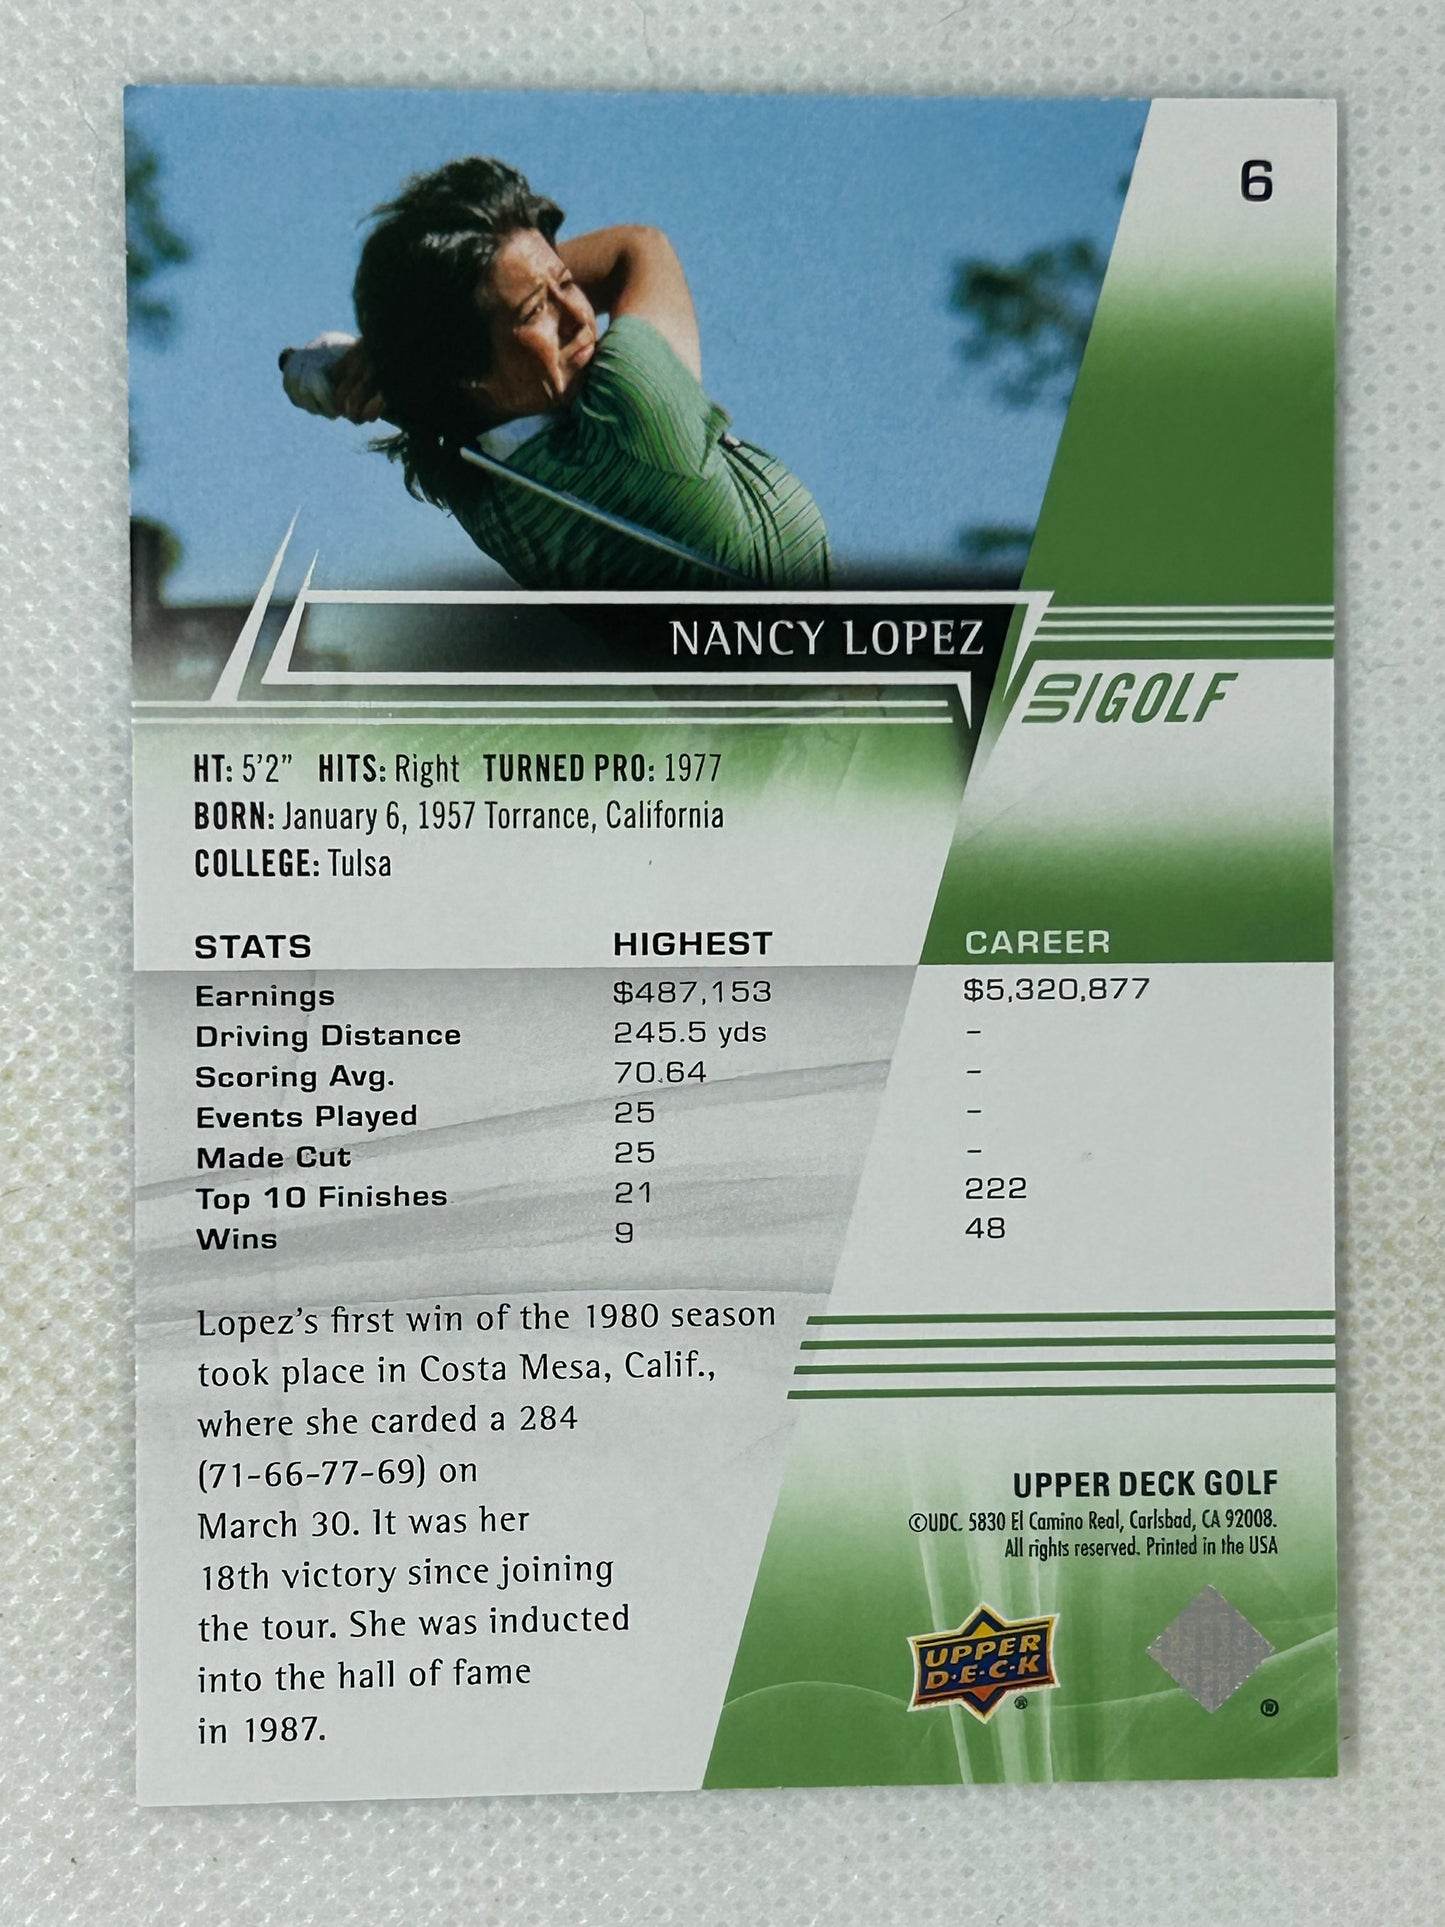 6
NANCY LOPEZ
UD/GOLF
HT: 5'2" HITS: Right TURNED PRO: 1977
BORN: January 6, 1957 Torrance, California
COLLEGE: Tulsa
STATS HIGHEST CAREER
Earnings $487,153 $5,320,877
Driving Distance 245.5 yds –
Scoring Avg. 70.64 –
Events Played 25 –
Made Cut 25 –
Top 10 Finishes 21 222
Wins 9 48
Lopez's first win of the 1980 season
took place in Costa Mesa, Calif.,
where she carded a 284
(71-66-77-69) on
March 30. It was her
18th victory since joining
the tour. She was inducted
into the hall of fame
in 1987.
UPPER DECK GOLF
©UDC. 5830 El Camino Real, Carlsbad, CA 92008.
All rights reserved. Printed in the USA
UPPER
D·E·C·K
®
®